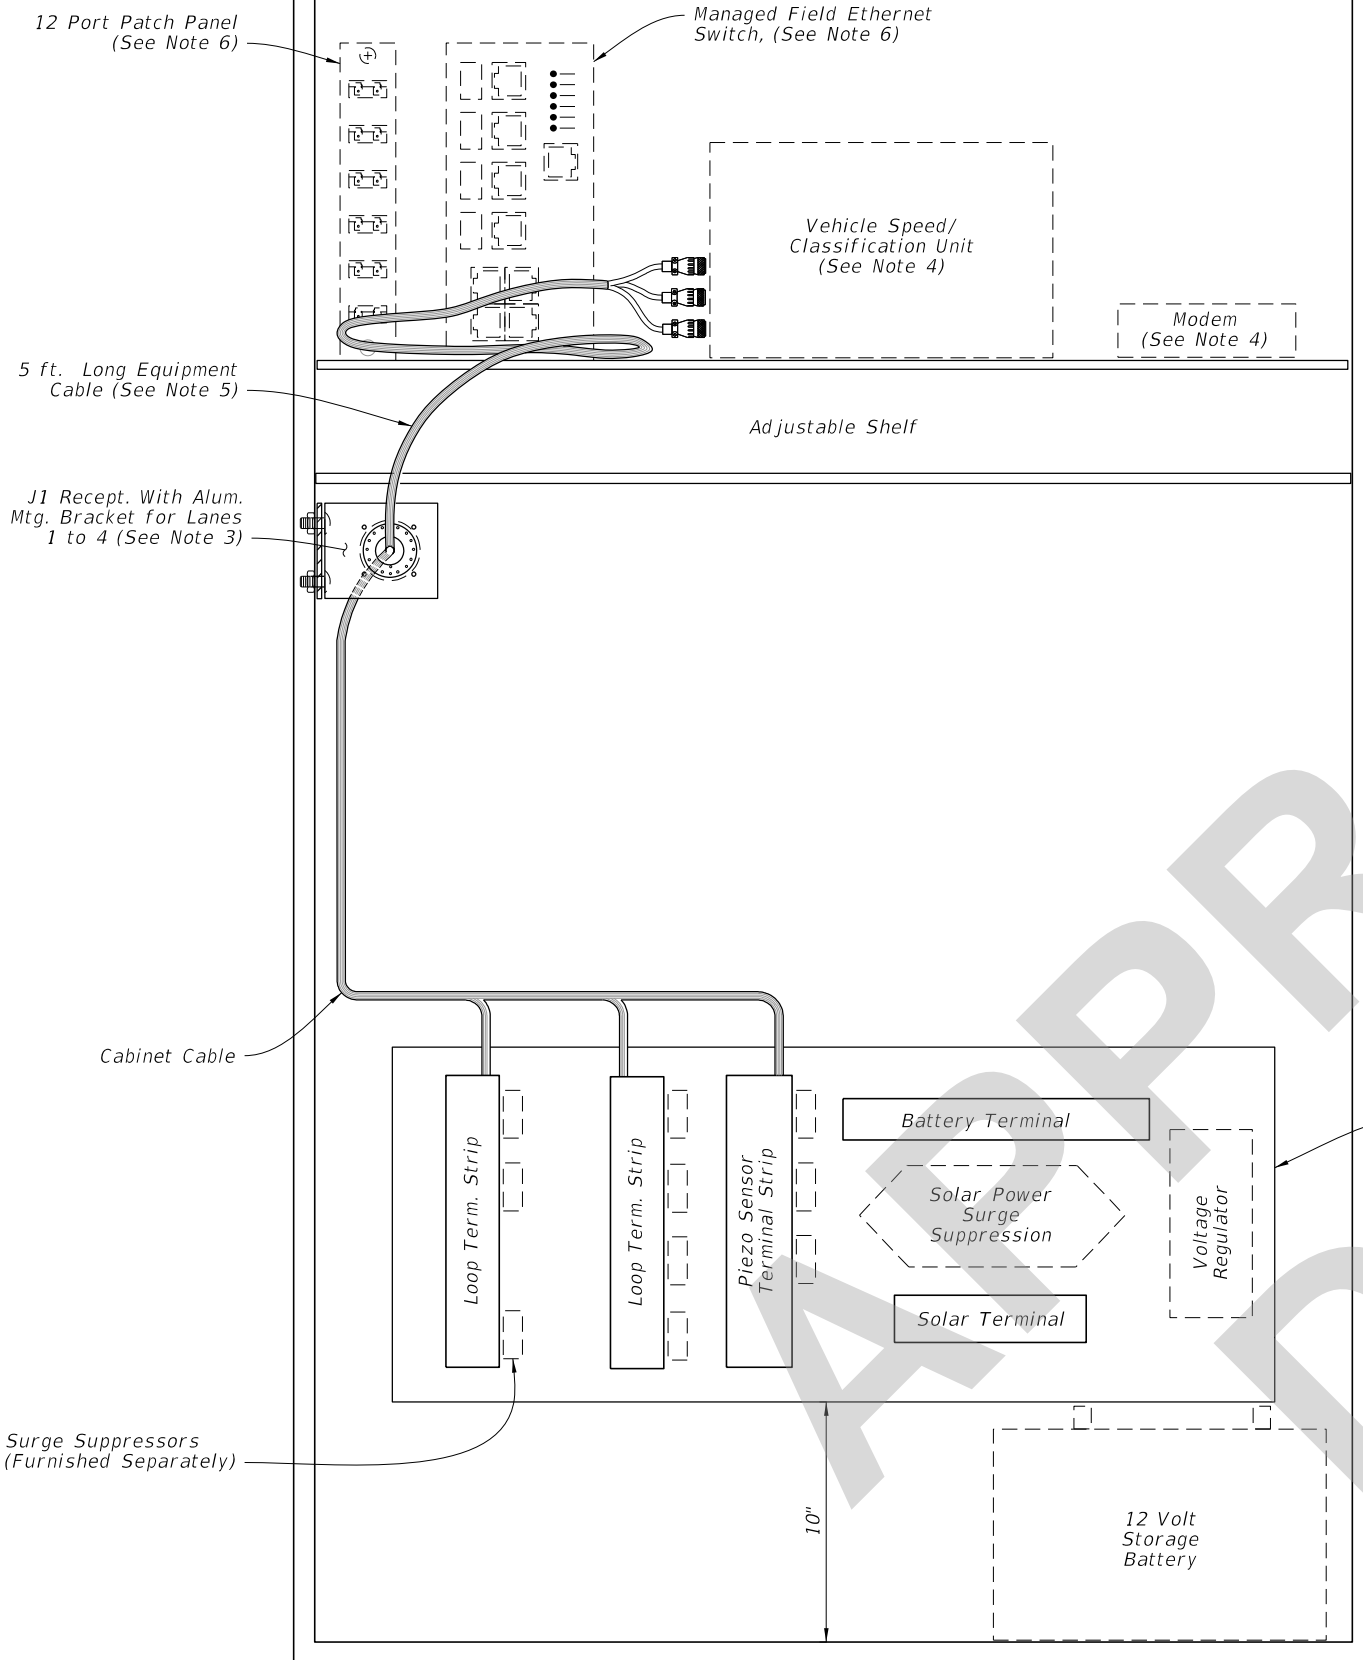 12 Port Patch Panel
(See Note 6)
Managed Field Ethernet
Switch, (See Note 6)
Vehicle Speed/
Classification Unit
(See Note 4)
Modem
(See Note 4)
5 ft. Long Equipment
Cable (See Note 5)
Adjustable Shelf
J1 Recept. With Alum.
Mtg. Bracket for Lanes
1 to 4 (See Note 3)
Cabinet Cable
Loop Term. Strip
Loop Term. Strip
Piezo Sensor
Terminal Strip
Battery Terminal
Solar Power
Surge
Suppression
Voltage
Regulator
Solar Terminal
Surge Suppressors
(Furnished Separately)
10"
12 Volt
Storage
Battery
APPR
D